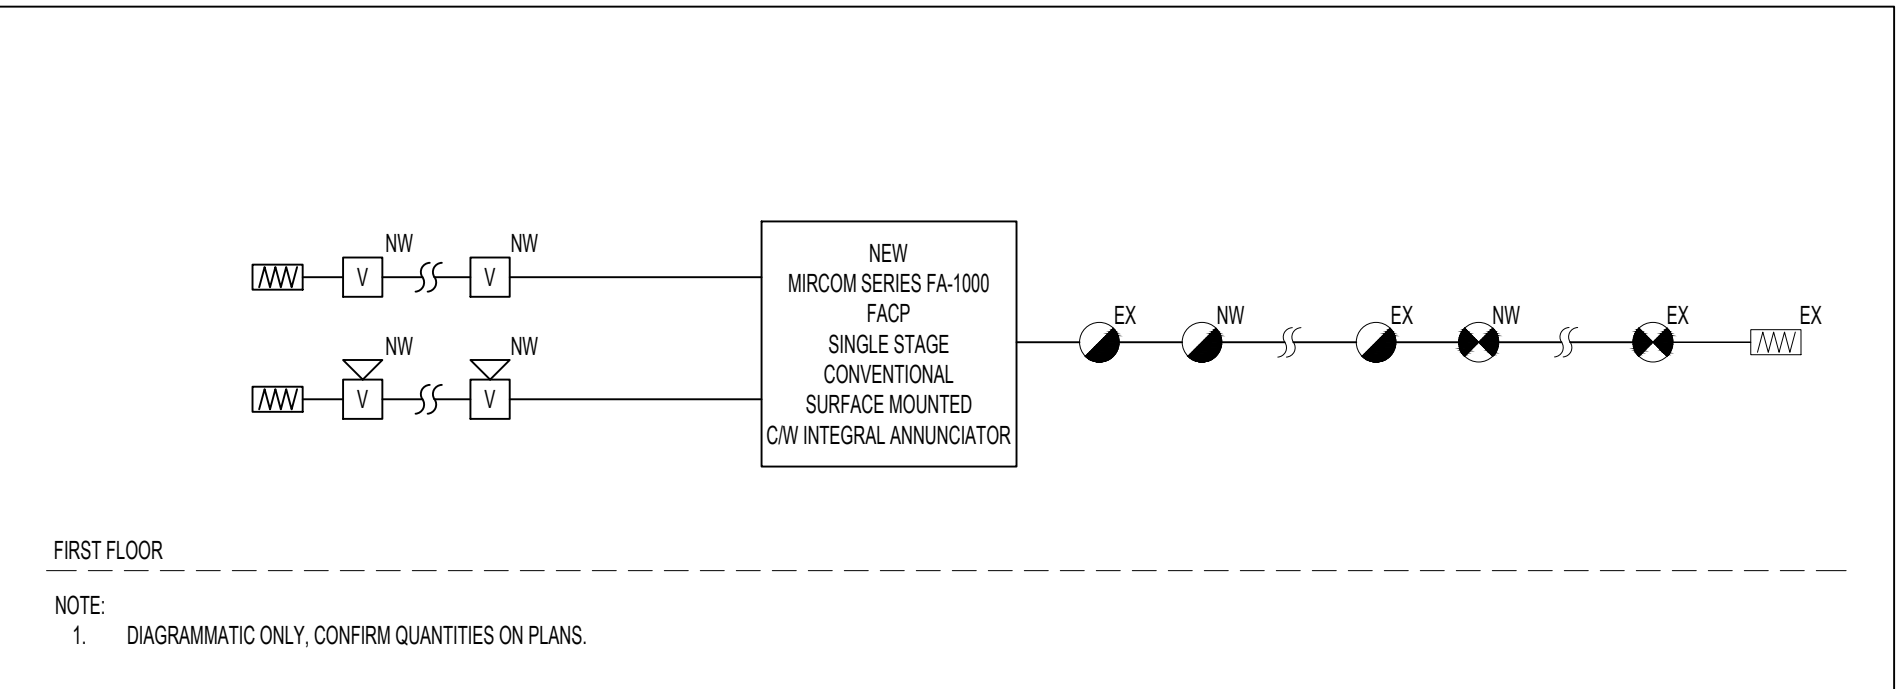 NW NW
V V
NW NW
V V
NEW
MIRCOM SERIES FA-1000
FACP
SINGLE STAGE
CONVENTIONAL
SURFACE MOUNTED
C/W INTEGRAL ANNUNCIATOR
EX NW EX NW EX EX
FIRST FLOOR
NOTE:
1. DIAGRAMMATIC ONLY, CONFIRM QUANTITIES ON PLANS.